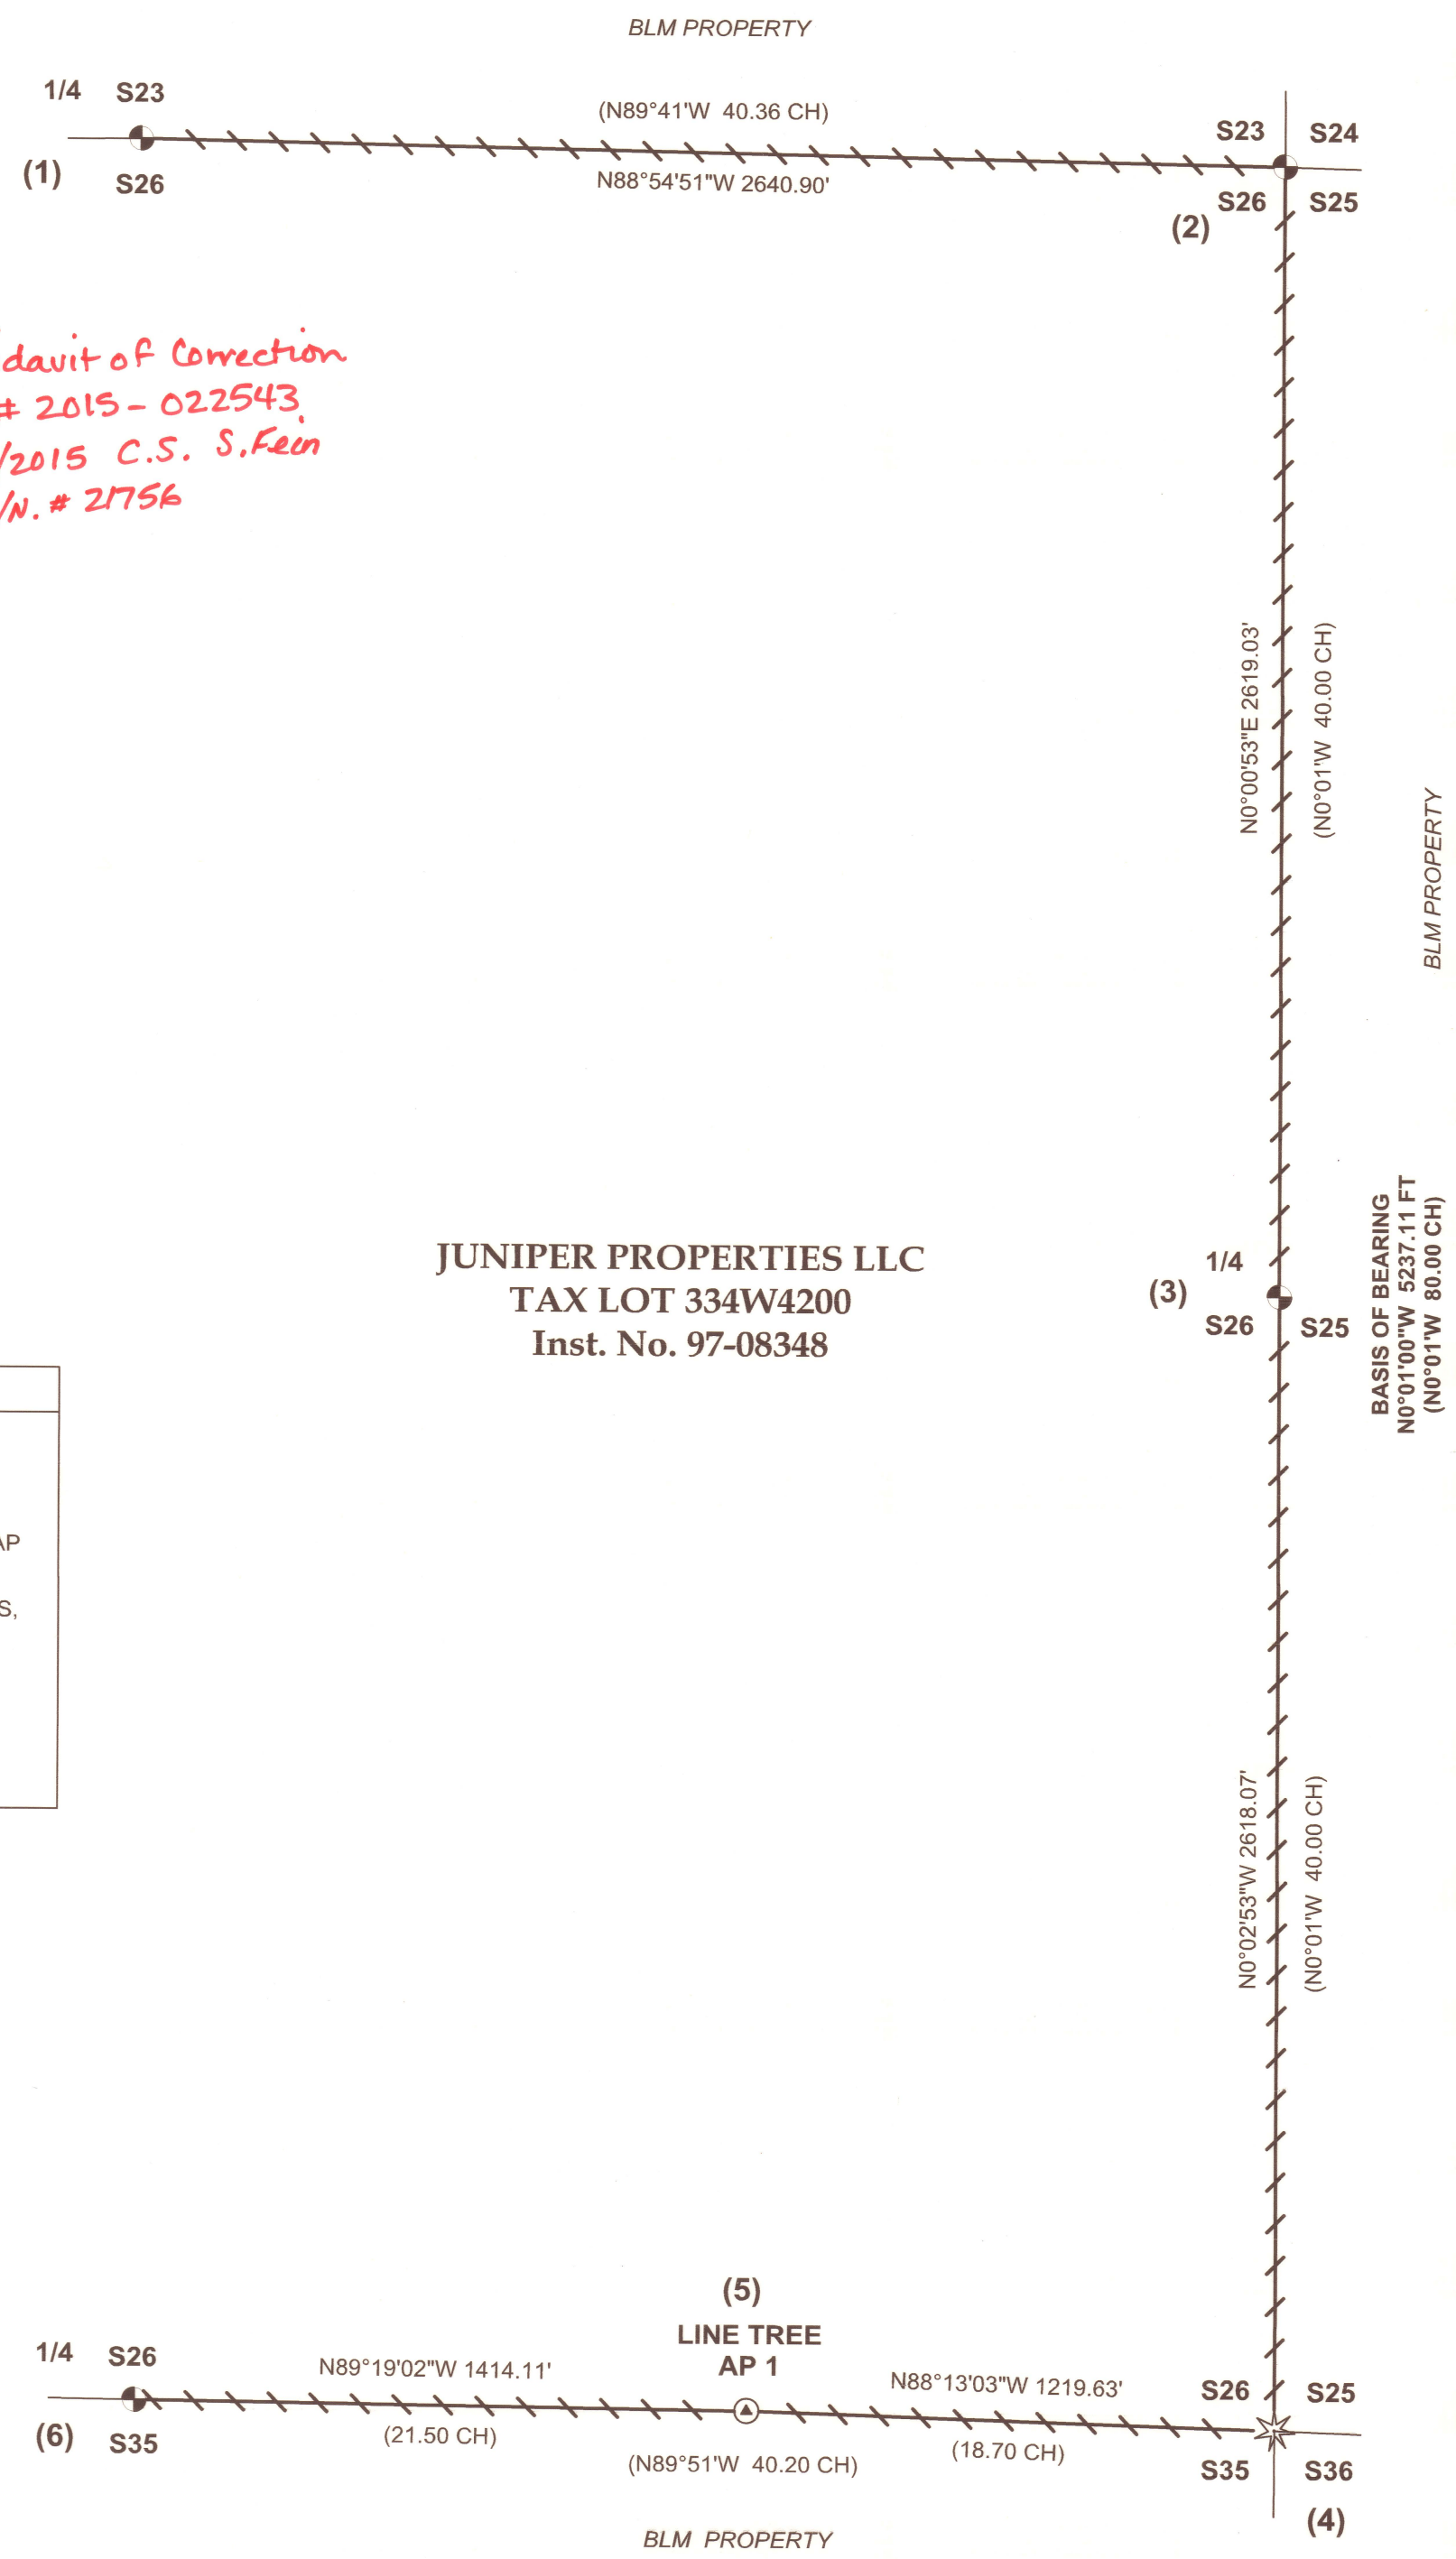 BLM PROPERTY
1/4 S23
(N89°41'W 40.36 CH)
S23 S24
(1)
S26
N88°54'51"W 2640.90'
S26 S25
(2)
davit of Correction
# 2015-022543
/2015 C.S. S.Fein
/N. # 21756
N0°00'53"E 2619.03'
(N0°01'W 40.00 CH)
BLM PROPERTY
JUNIPER PROPERTIES LLC
TAX LOT 334W4200
Inst. No. 97-08348
1/4
(3)
S26 S25
BASIS OF BEARING
N0°01'00"W 5237.11 FT
(N0°01'W 80.00 CH)
AP
S,
N0°02'53"W 2618.07'
(N0°01'W 40.00 CH)
(5)
LINE TREE
AP 1
1/4 S26
N89°19'02"W 1414.11'
N88°13'03"W 1219.63'
S26 S25
(6)
S35
(21.50 CH)
(N89°51'W 40.20 CH)
(18.70 CH)
S35 S36
(4)
BLM PROPERTY